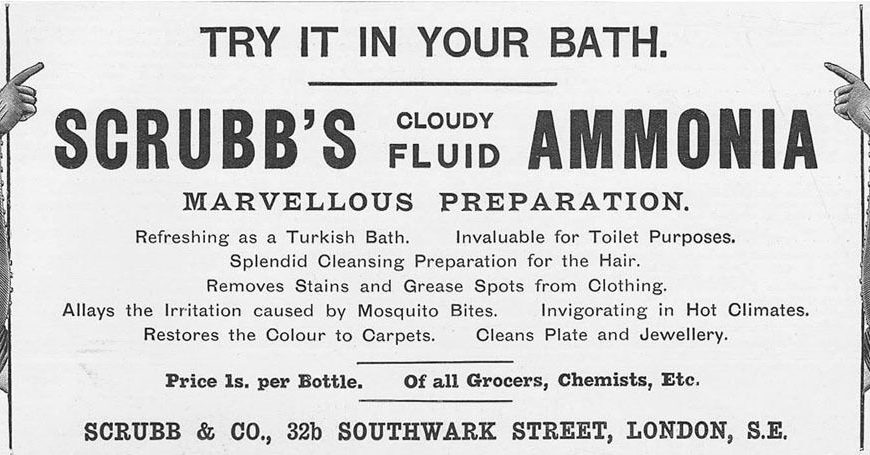 TRY IT IN YOUR BATH.
SCRUBB'S CLOUDY FLUID AMMONIA
MARVELLOUS PREPARATION.
Refreshing as a Turkish Bath. Invaluable for Toilet Purposes.
Splendid Cleansing Preparation for the Hair.
Removes Stains and Grease Spots from Clothing.
Allays the Irritation caused by Mosquito Bites. Invigorating in Hot Climates.
Restores the Colour to Carpets. Cleans Plate and Jewellery.
Price 1s. per Bottle. Of all Grocers, Chemists, Etc.
SCRUBB & CO., 32b SOUTHWARK STREET, LONDON, S.E.